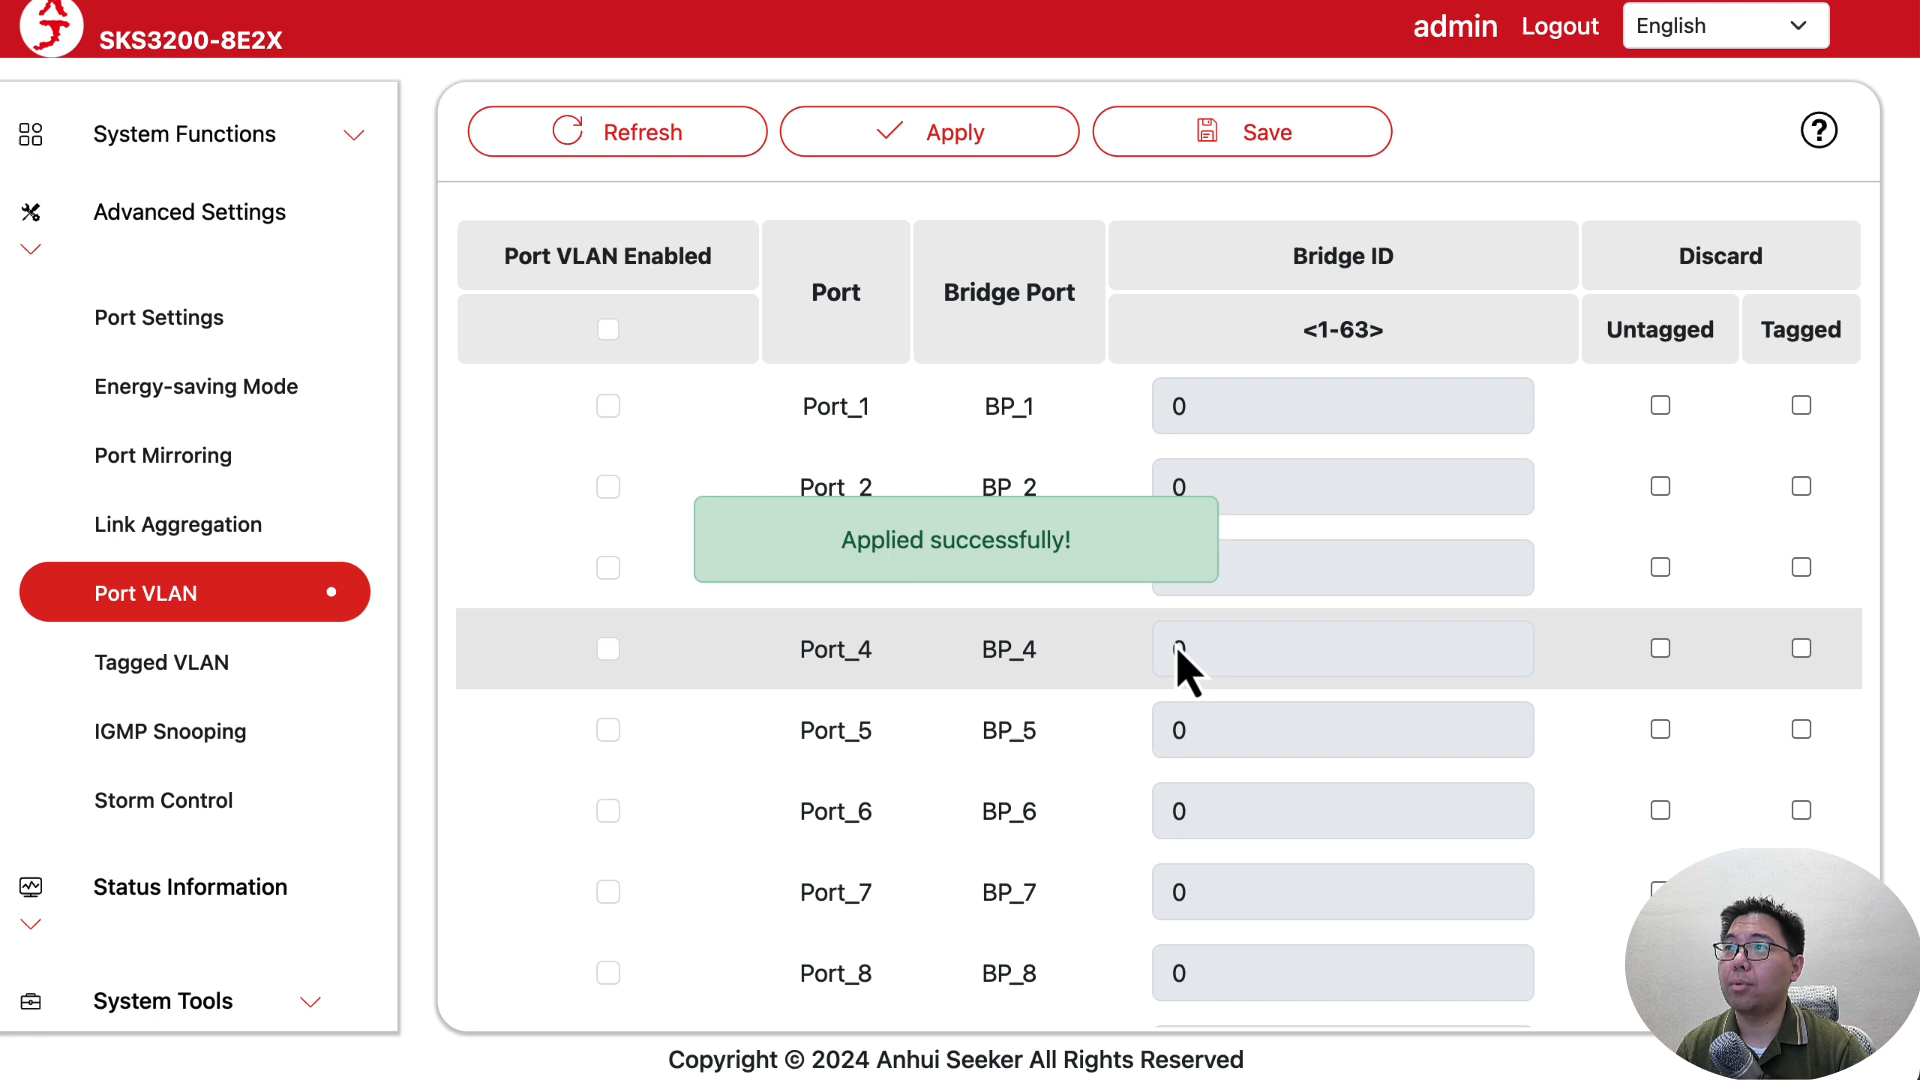 SKS3200-8E2X
admin Logout English
System Functions
Advanced Settings
Port Settings
Energy-saving Mode
Port Mirroring
Link Aggregation
Port VLAN
Tagged VLAN
IGMP Snooping
Storm Control
Status Information
System Tools
Refresh Apply Save ?
Port VLAN Enabled Port Bridge Port Bridge ID Discard
<1-63> Untagged Tagged
Port_1 BP_1 0
Port_2 BP_2 0
Applied successfully!
Port_4 BP_4 0
Port_5 BP_5 0
Port_6 BP_6 0
Port_7 BP_7 0
Port_8 BP_8 0
Copyright © 2024 Anhui Seeker All Rights Reserved